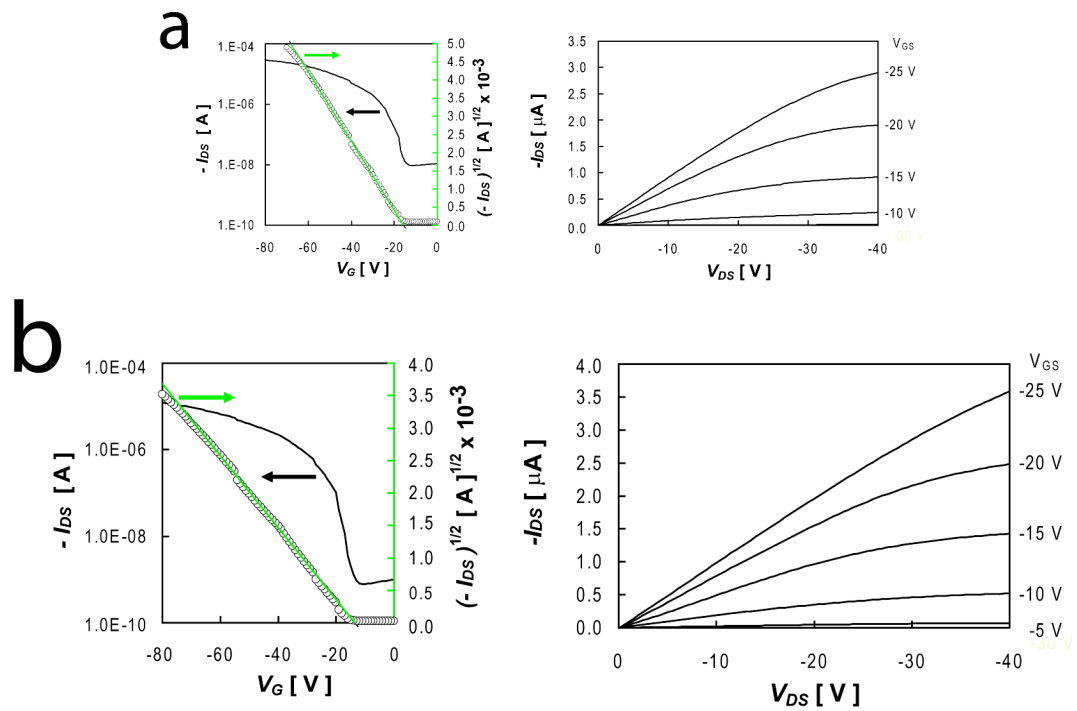 a
1.E-04
1.E-06
1.E-08
1.E-10
- IDS [ A ]
-80 -60 -40 -20 0
VG [ V ]
5.0
4.5
4.0
3.5
3.0
2.5
2.0
1.5
1.0
0.5
0.0
(- IDS)1/2 [ A ]1/2 x 10-3
3.5
3.0
2.5
2.0
1.5
1.0
0.5
0.0
-IDS [ μA ]
0 -10 -20 -30 -40
VDS [ V ]
VGS
-25 V
-20 V
-15 V
-10 V
-30 V
b
1.0E-04
1.0E-06
1.0E-08
1.0E-10
- IDS [ A ]
-80 -60 -40 -20 0
VG [ V ]
4.0
3.5
3.0
2.5
2.0
1.5
1.0
0.5
0.0
(- IDS)1/2 [ A ]1/2 x 10-3
4.0
3.5
3.0
2.5
2.0
1.5
1.0
0.5
0.0
-IDS [ μA ]
0 -10 -20 -30 -40
VDS [ V ]
VGS
-25 V
-20 V
-15 V
-10 V
-5 V
-30 V